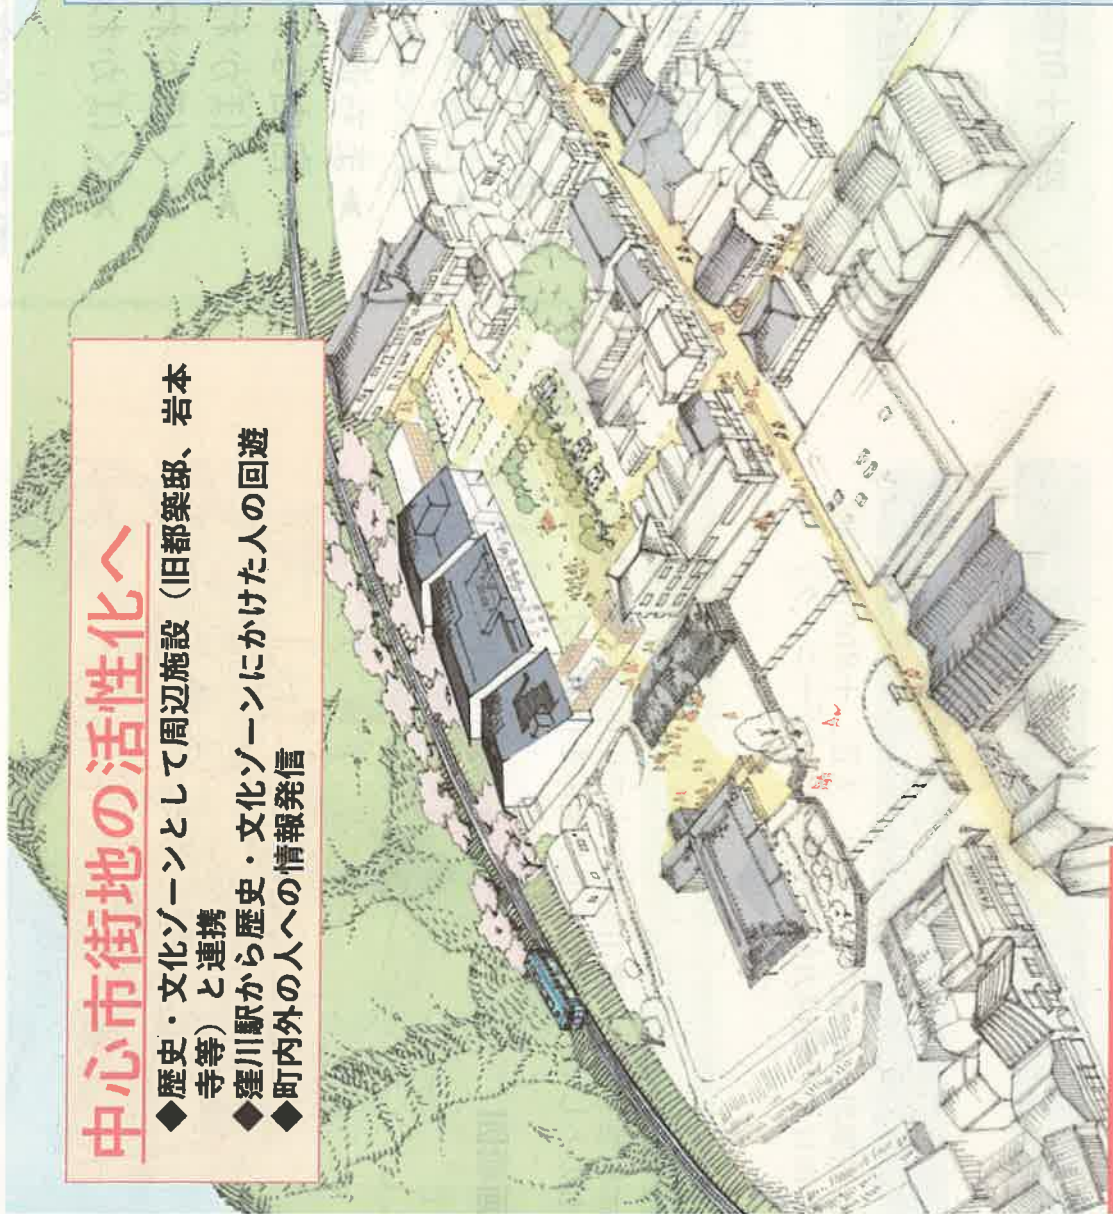 中心市街地の活性化へ
◆歴史・文化ゾーンとして周辺施設（旧都築邸、岩本
寺等）と連携
◆窪川駅から歴史・文化ゾーンにかけた人の回遊
◆町内外の人への情報発信